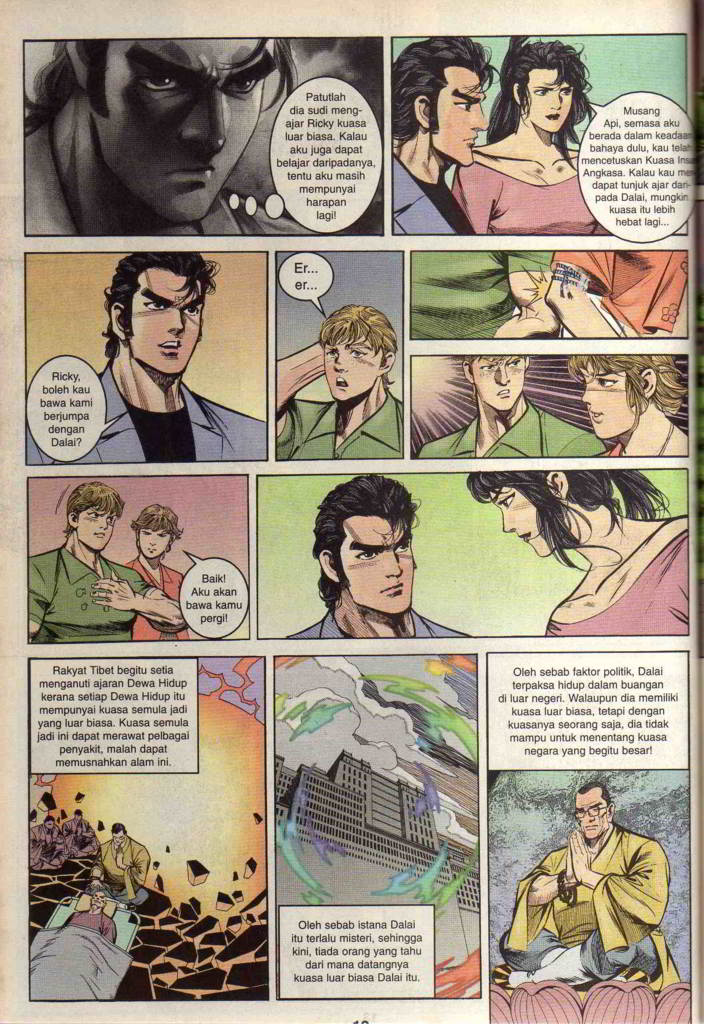 Patutlah
dia sudi meng-
ajar Ricky kuasa
luar biasa. Kalau
aku juga dapat
belajar daripadanya,
tentu aku masih
mempunyai
harapan
lagi!
Musang
Api, semasa aku
berada dalam keadaan
bahaya dulu, kau telah
mencetuskan Kuasa
Angkasa. Kalau kau
dapat tunjuk ajar dari-
pada Dalai, mungkin
kuasa itu lebih
hebat lagi...
Ricky,
boleh kau
bawa kami
berjumpa
dengan
Dalai?
Er...
er...
Baik!
Aku akan
bawa kamu
pergi!
Rakyat Tibet begitu setia
menganuti ajaran Dewa Hidup
kerana setiap Dewa Hidup itu
mempunyai kuasa semula jadi
yang luar biasa. Kuasa semula
jadi ini dapat merawat pelbagai
penyakit, malah dapat
memusnahkan alam ini.
Oleh sebab istana Dalai
itu terlalu misteri, sehingga
kini, tiada orang yang tahu
dari mana datangnya
kuasa luar biasa Dalai itu.
Oleh sebab faktor politik, Dalai
terpaksa hidup dalam buangan
di luar negeri. Walaupun dia memiliki
kuasa luar biasa, tetapi dengan
kuasanya seorang saja, dia tidak
mampu untuk menentang kuasa
negara yang begitu besar!